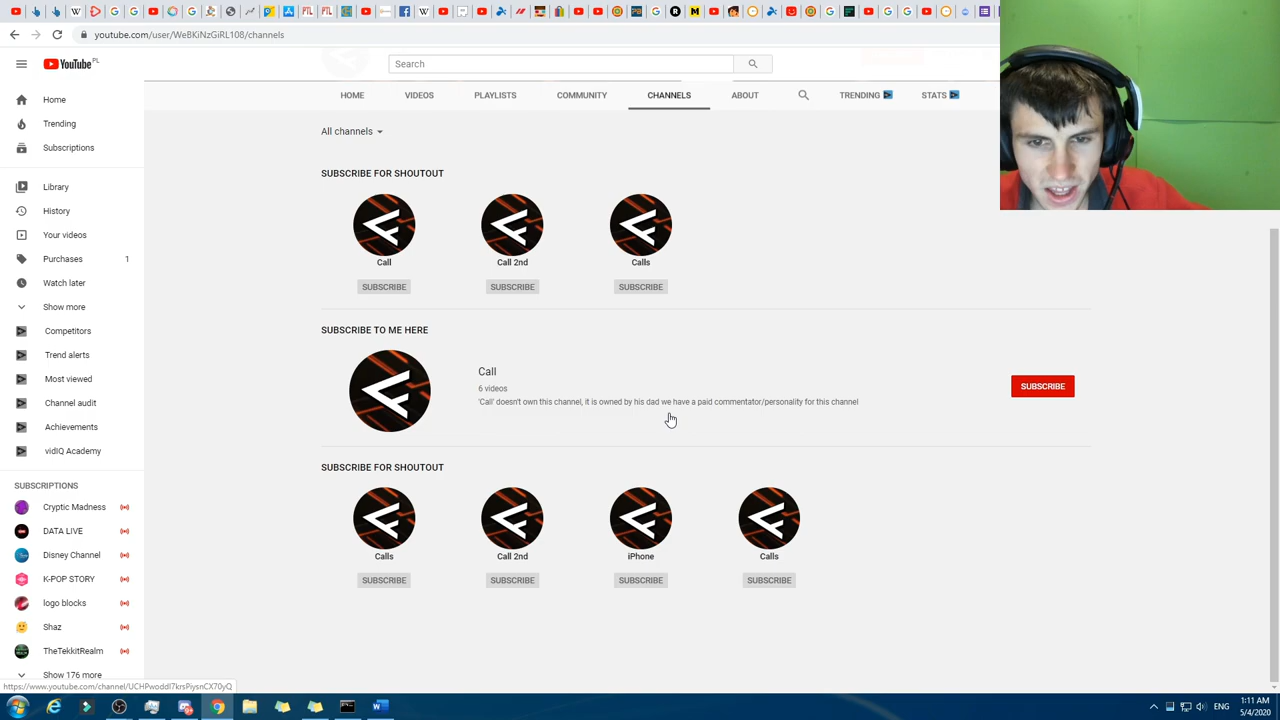 youtube.com/user/WeBKiNzGiRL108/channels
YouTube PL
Search
HOME VIDEOS PLAYLISTS COMMUNITY CHANNELS ABOUT TRENDING STATS
Home
Trending
Subscriptions
Library
History
Your videos
Purchases 1
Watch later
Show more
Competitors
Trend alerts
Most viewed
Channel audit
Achievements
vidIQ Academy
SUBSCRIPTIONS
Cryptic Madness
DATA LIVE
Disney Channel
K-POP STORY
logo blocks
Shaz
TheTekkitRealm
Show 176 more
All channels
SUBSCRIBE FOR SHOUTOUT
Call Call 2nd Calls
SUBSCRIBE SUBSCRIBE SUBSCRIBE
SUBSCRIBE TO ME HERE
Call
6 videos
'Call' doesn't own this channel, it is owned by his dad we have a paid commentator/personality for this channel
SUBSCRIBE
SUBSCRIBE FOR SHOUTOUT
Calls Call 2nd iPhone Calls
SUBSCRIBE SUBSCRIBE SUBSCRIBE SUBSCRIBE
ENG
1:11 AM
5/4/2020